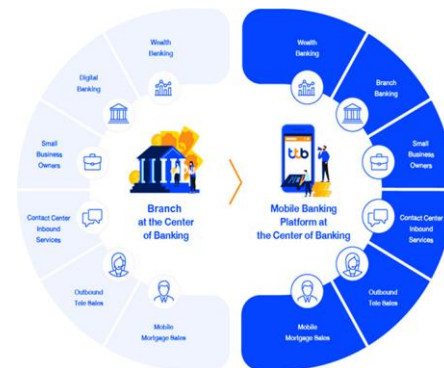 Wealth
Banking
Digital
Banking
Small
Business
Owners
Contact Center
Inbound
Services
Outbound
Tele Sales
Mobile
Mortgage Sales
Branch
at the Center
of Banking
ttb
Mobile Banking
Platform at
the Center of Banking
Wealth
Banking
Branch
Banking
Small
Business
Owners
Contact Center
Inbound
Services
Outbound
Tele Sales
Mobile
Mortgage Sales